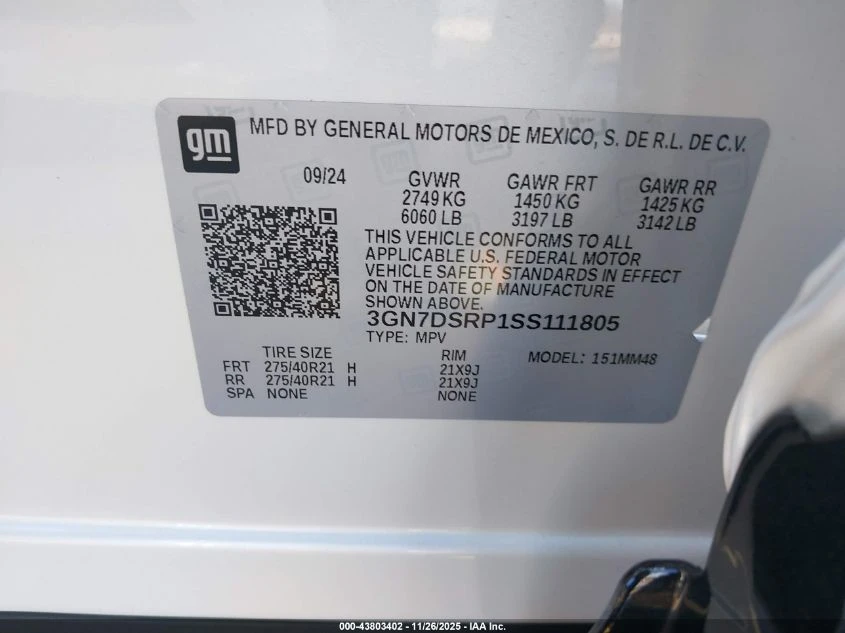 gm
MFD BY GENERAL MOTORS DE MEXICO, S. DE R.L. DE C.V.
09/24 GVWR GAWR FRT GAWR RR
2749 KG 1450 KG 1425 KG
6060 LB 3197 LB 3142 LB
THIS VEHICLE CONFORMS TO ALL
APPLICABLE U.S. FEDERAL MOTOR
VEHICLE SAFETY STANDARDS IN EFFECT
ON THE DATE OF MANUFACTURE
SHOWN ABOVE.
3GN7DSRP1SS111805
TYPE: MPV
TIRE SIZE RIM MODEL: 151MM48
FRT 275/40R21 H 21X9J
RR 275/40R21 H 21X9J
SPA NONE NONE
000-43803402 - 11/26/2025 - IAA Inc.